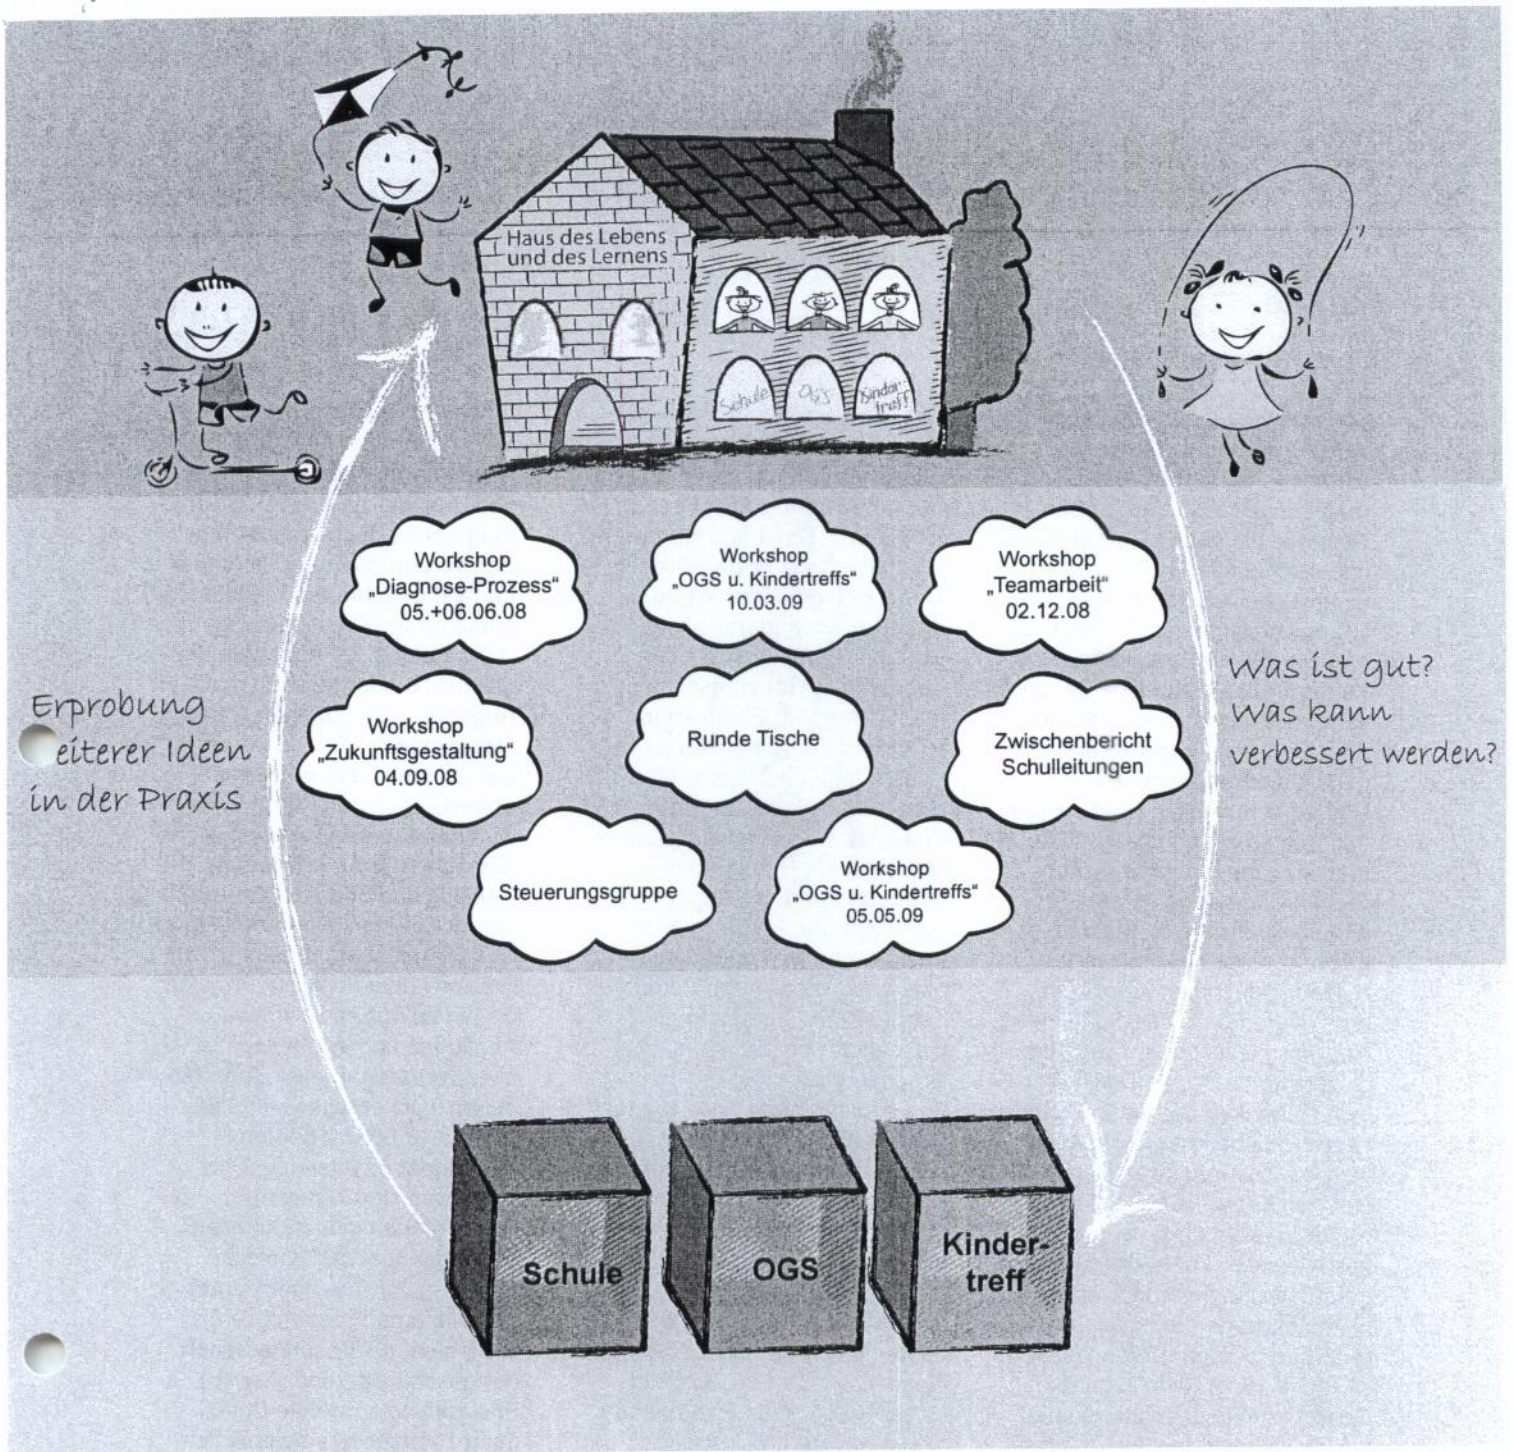 Haus des Lebens
und des Lernens
Schule
OGS
Kinder-
treff
Workshop
„Diagnose-Prozess“
05.+06.06.08
Workshop
„OGS u. Kindertreffs“
10.03.09
Workshop
„Teamarbeit“
02.12.08
Erprobung
eiterer Ideen
in der Praxis
Workshop
„Zukunftsgestaltung“
04.09.08
Runde Tische
Zwischenbericht
Schulleitungen
Was ist gut?
Was kann
verbessert werden?
Steuerungsgruppe
Workshop
„OGS u. Kindertreffs“
05.05.09
Schule
OGS
Kinder-
treff